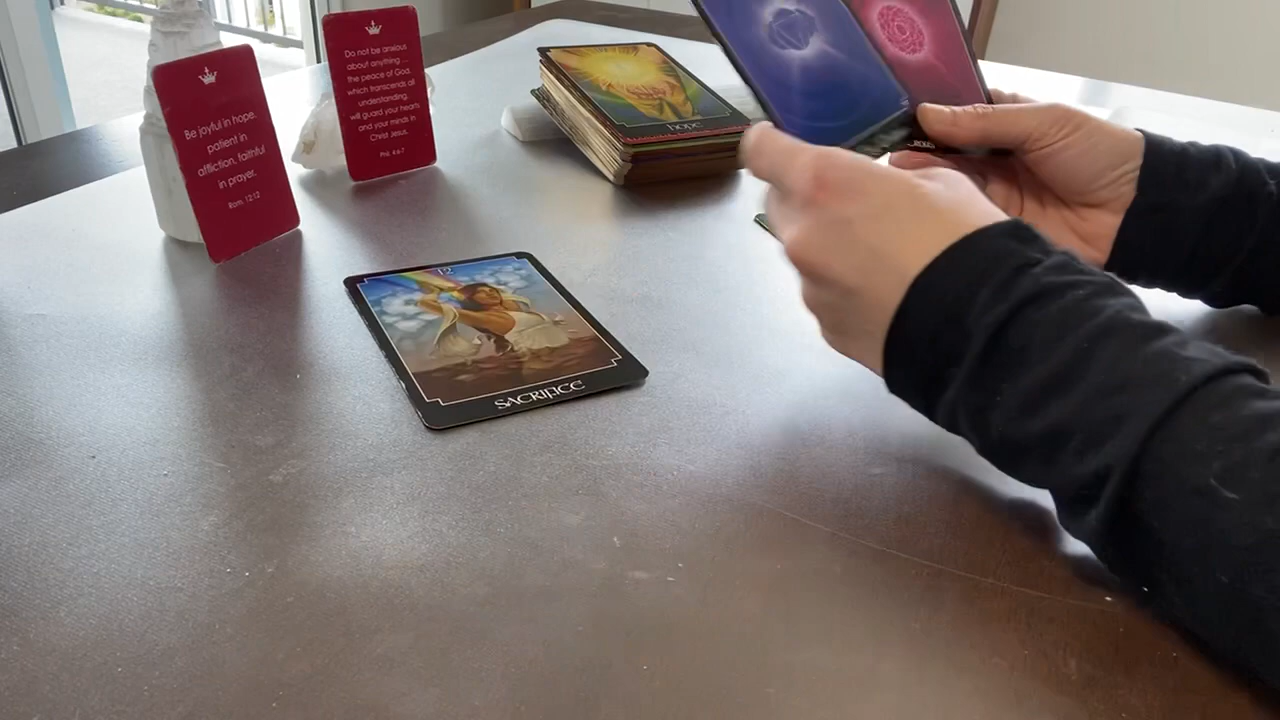 Be joyful in hope,
patient in
affliction, faithful
in prayer.
Rom. 12:12
Do not be anxious
about anything ...
the peace of God,
which transcends all
understanding,
will guard your hearts
and your minds in
Christ Jesus.
Phil. 4:6-7
hope
12
SACRIFICE